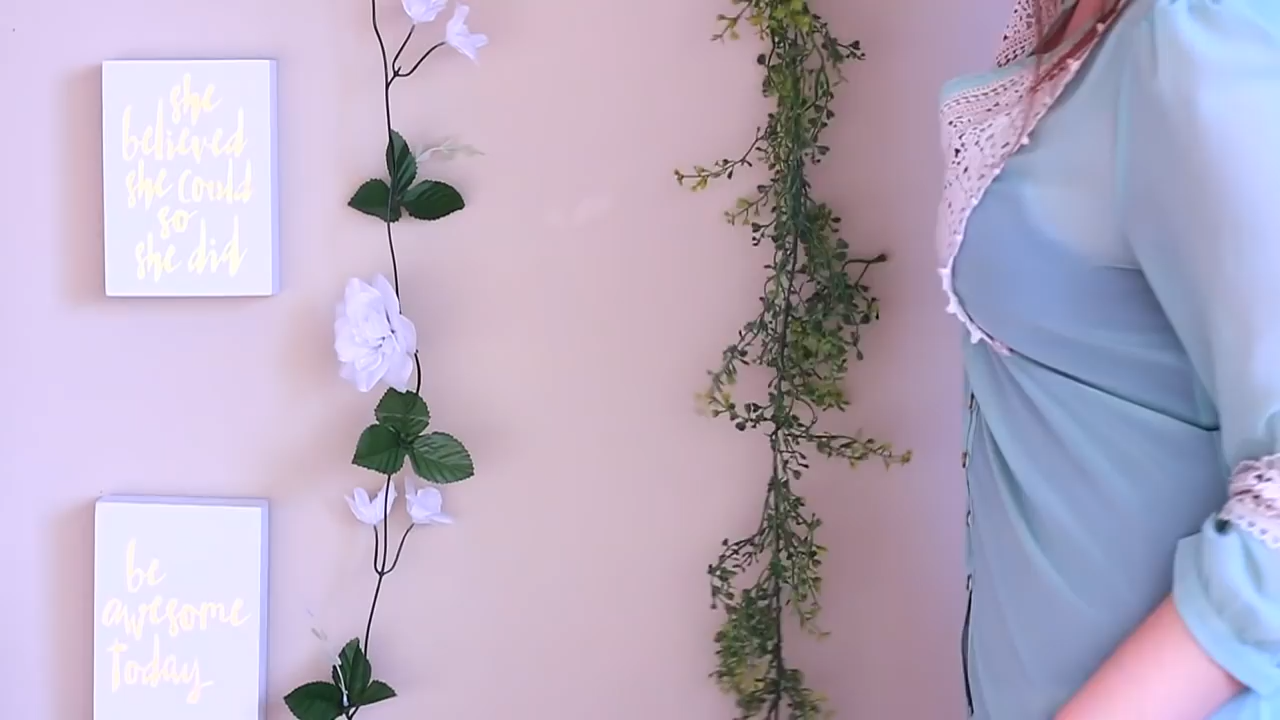 she
believed
she could
so
she did
be
awesome
Today